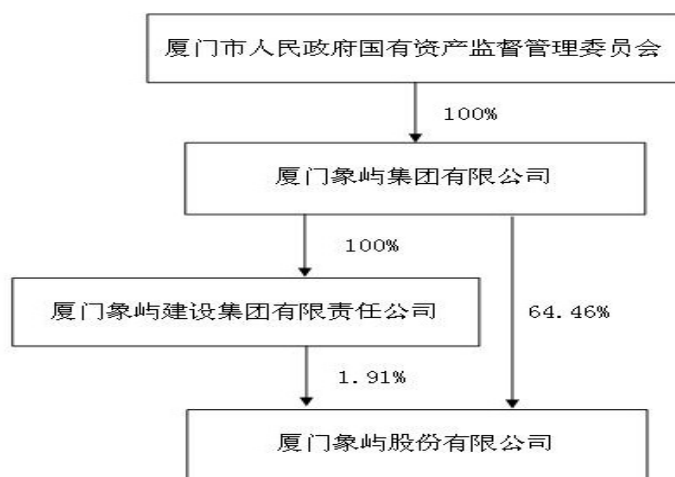 厦门市人民政府国有资产监督管理委员会
100%
厦门象屿集团有限公司
100%
厦门象屿建设集团有限责任公司
64.46%
1.91%
厦门象屿股份有限公司